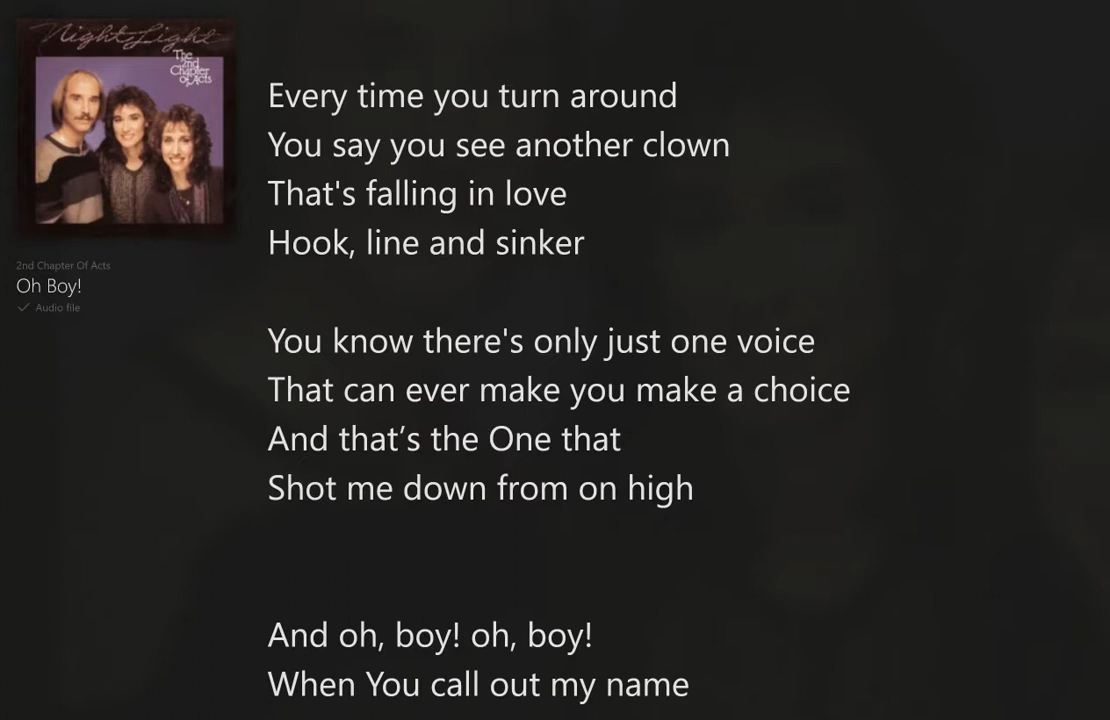 Night Light
The
2nd
Chapter
of Acts
2nd Chapter Of Acts
Oh Boy!
Audio file
Every time you turn around
You say you see another clown
That's falling in love
Hook, line and sinker
You know there's only just one voice
That can ever make you make a choice
And that’s the One that
Shot me down from on high
And oh, boy! oh, boy!
When You call out my name